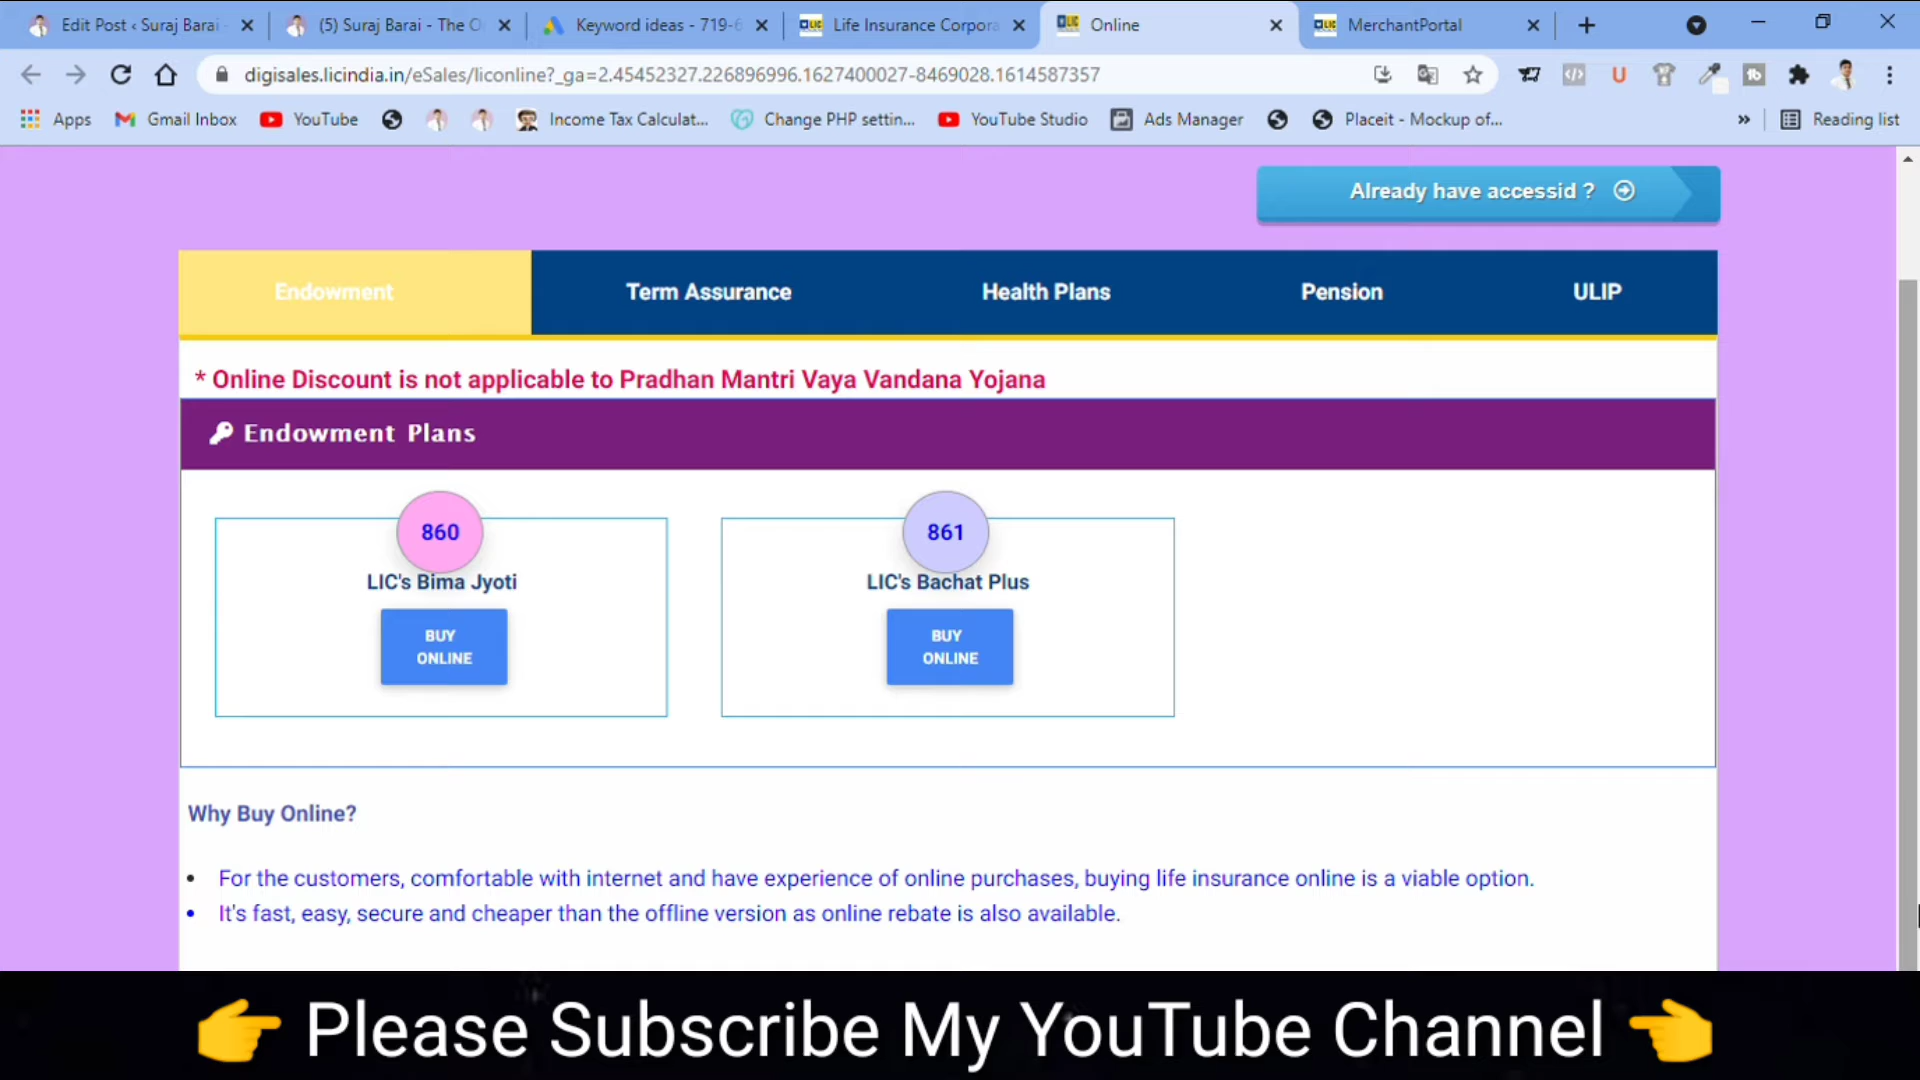 Edit Post ‹ Suraj Barai -
(5) Suraj Barai - The O
Keyword ideas - 719-6
Life Insurance Corpora
Online
MerchantPortal
digisales.licindia.in/eSales/liconline?_ga=2.45452327.226896996.1627400027-8469028.1614587357
Apps
Gmail Inbox
YouTube
Income Tax Calculat...
Change PHP settin...
YouTube Studio
Ads Manager
Placeit - Mockup of...
»
Reading list
Already have accessid ?
Endowment
Term Assurance
Health Plans
Pension
ULIP
* Online Discount is not applicable to Pradhan Mantri Vaya Vandana Yojana
Endowment Plans
860
LIC's Bima Jyoti
BUY
ONLINE
861
LIC's Bachat Plus
BUY
ONLINE
Why Buy Online?
• For the customers, comfortable with internet and have experience of online purchases, buying life insurance online is a viable option.
• It's fast, easy, secure and cheaper than the offline version as online rebate is also available.
👉 Please Subscribe My YouTube Channel 👈